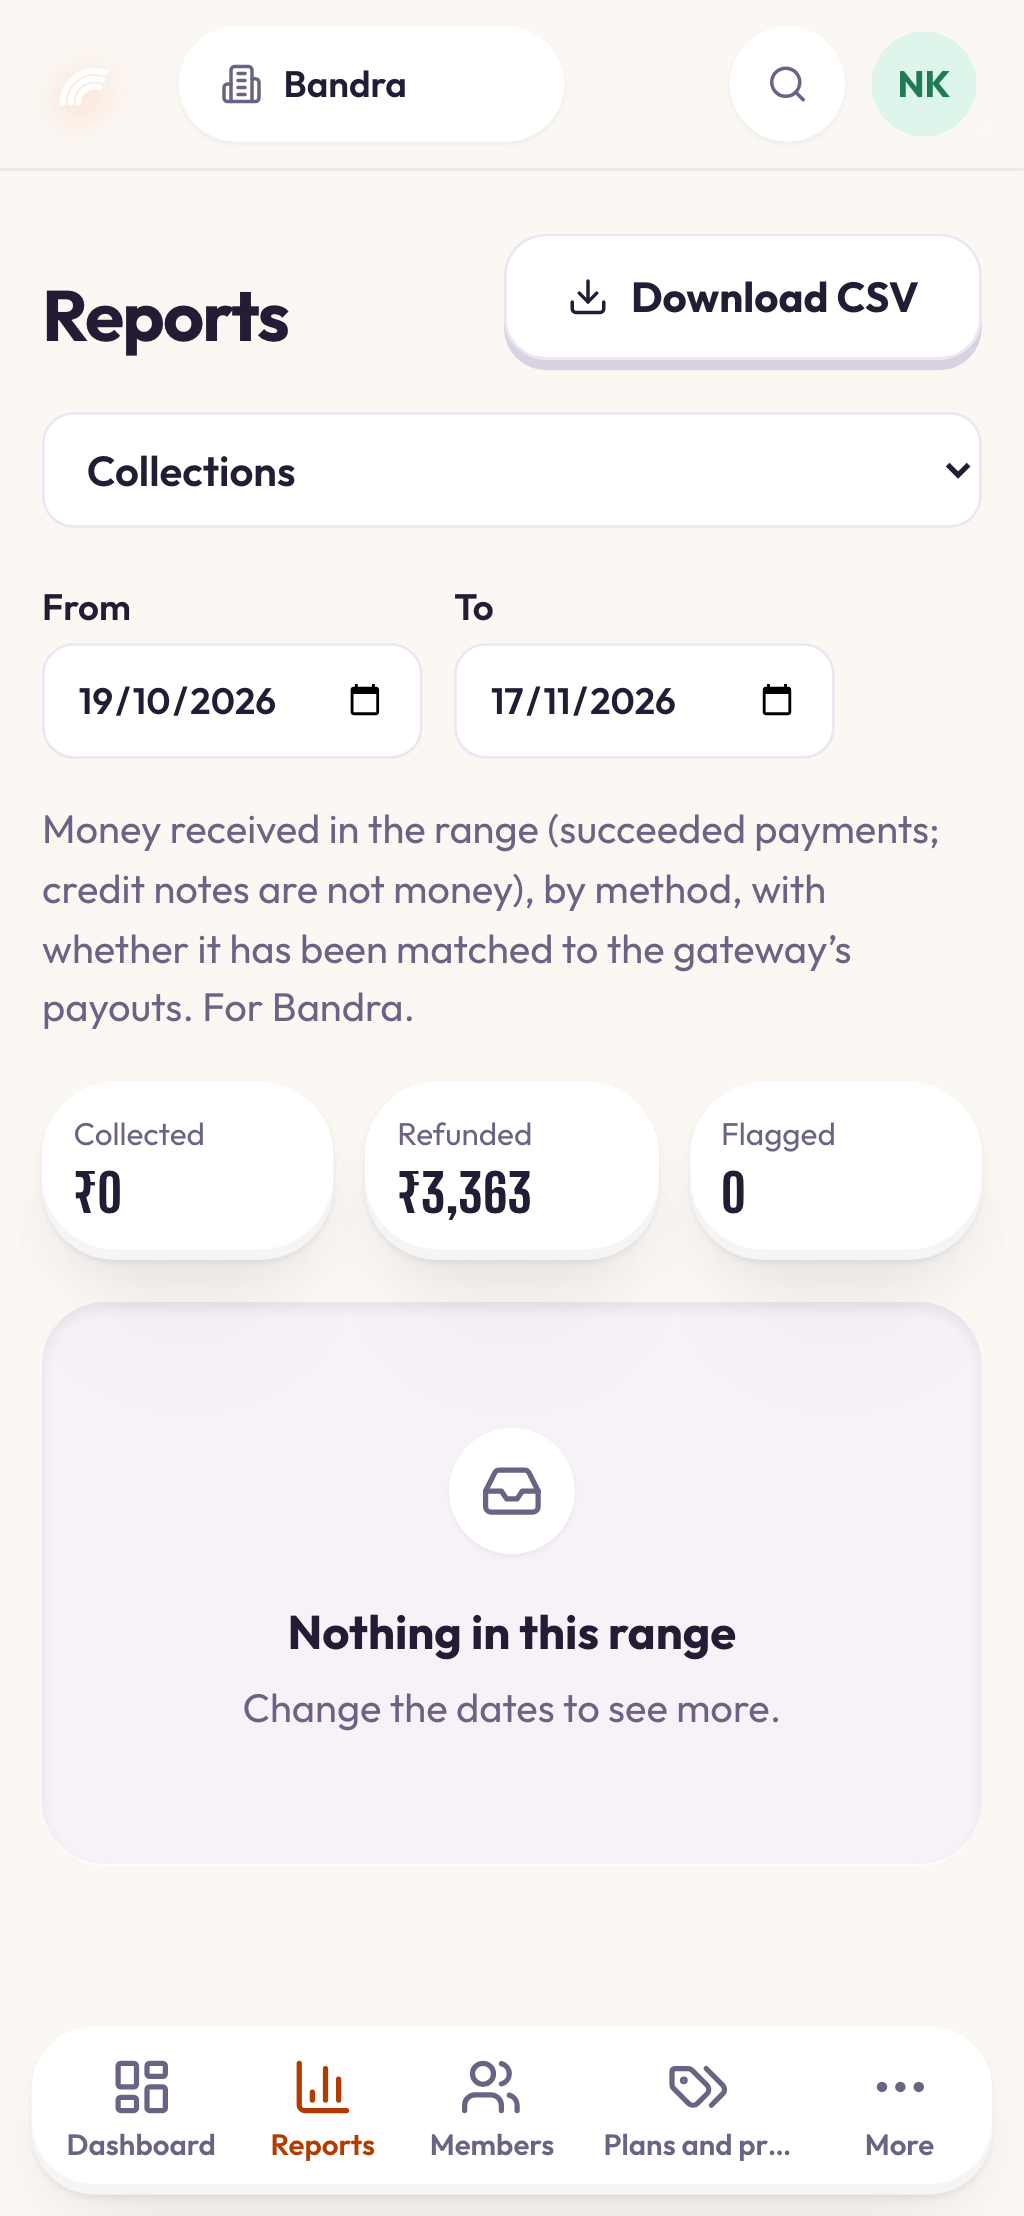 Bandra
NK
Reports
Download CSV
Collections
From
To
19/10/2026
17/11/2026
Money received in the range (succeeded payments;
credit notes are not money), by method, with
whether it has been matched to the gateway’s
payouts. For Bandra.
Collected
₹0
Refunded
₹3,363
Flagged
0
Nothing in this range
Change the dates to see more.
Dashboard
Reports
Members
Plans and pr...
More